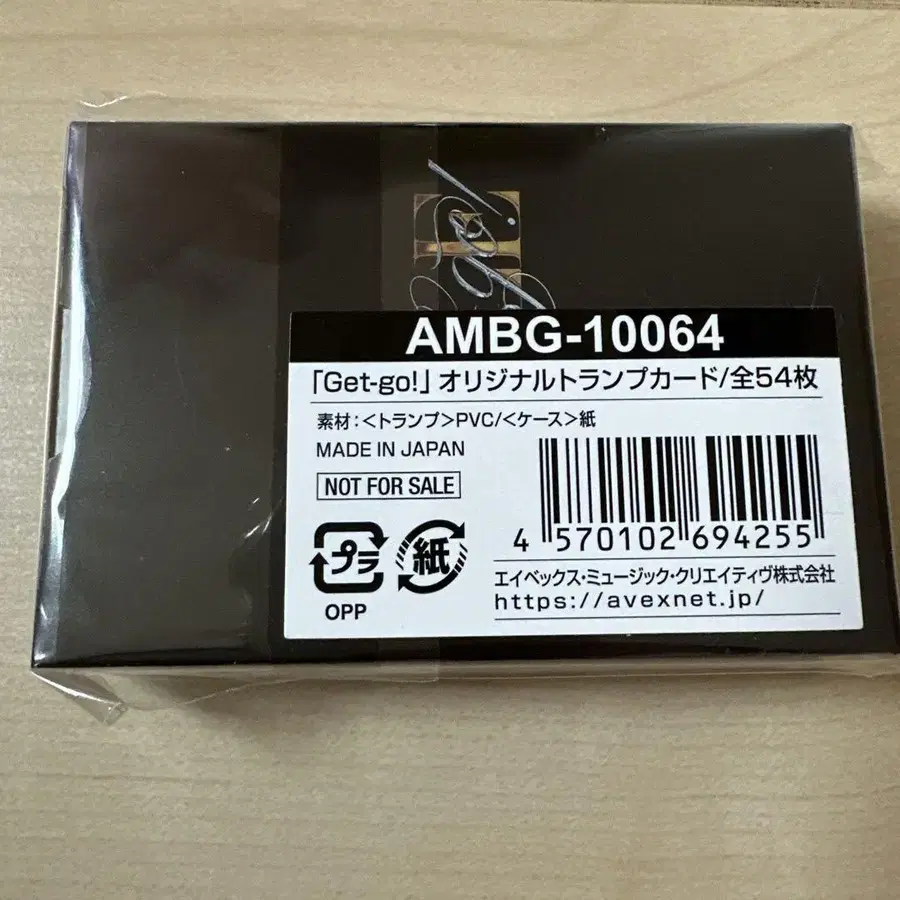 AMBG-10064
「Get-go!」オリジナルトランプカード/全54枚
素材:<トランプ>PVC/<ケース>紙
MADE IN JAPAN
NOT FOR SALE
プラ
OPP
紙
4 570102 694255
エイベックス・ミュージック・クリエイティヴ株式会社
https://avexnet.jp/